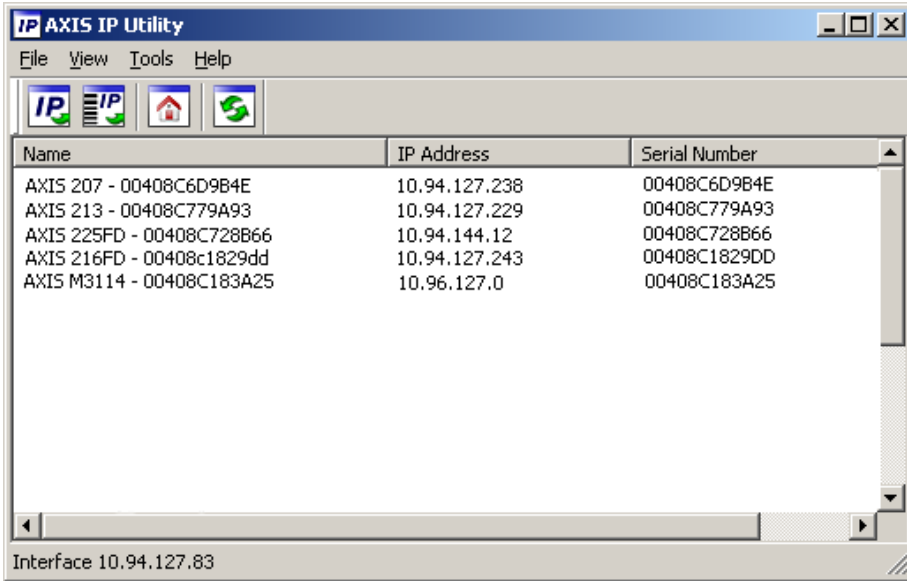 IP AXIS IP Utility
File View Tools Help
IP IP
Name IP Address Serial Number
AXIS 207 - 00408C6D9B4E 10.94.127.238 00408C6D9B4E
AXIS 213 - 00408C779A93 10.94.127.229 00408C779A93
AXIS 225FD - 00408C728B66 10.94.144.12 00408C728B66
AXIS 216FD - 00408c1829dd 10.94.127.243 00408C1829DD
AXIS M3114 - 00408C183A25 10.96.127.0 00408C183A25
Interface 10.94.127.83